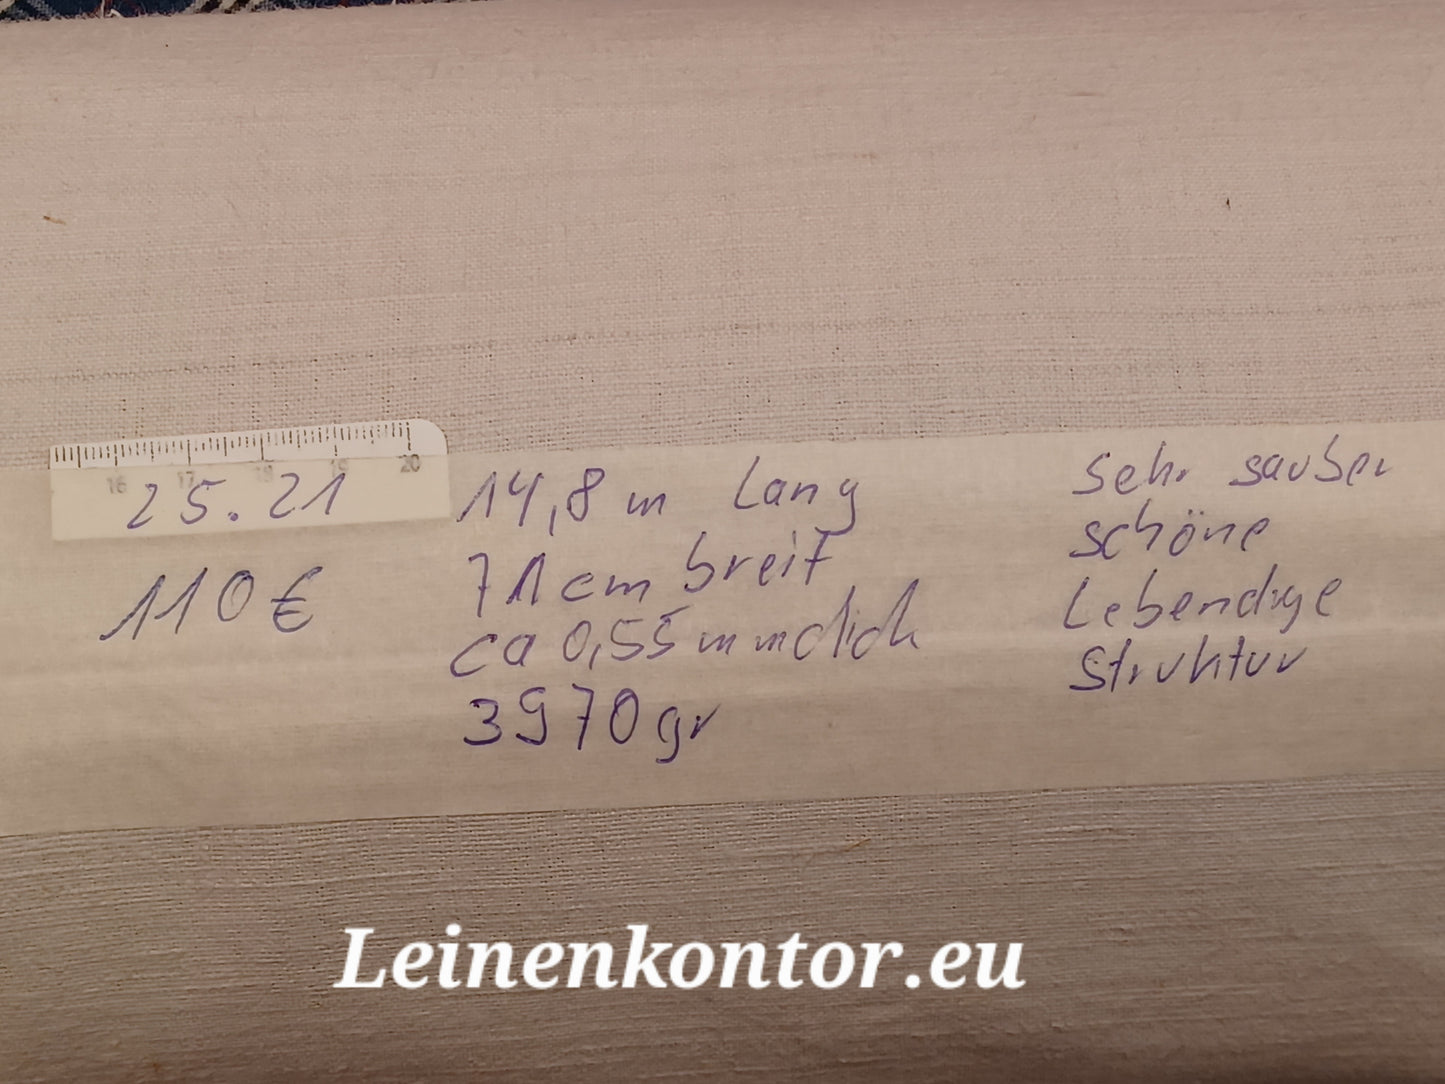 16 17 18 19 20
25.21
110 €
14,8 m Lang
71 cm breit
ca 0,55 mm dick
3970 gr
Sehr sauber
schöne
Lebendige
Struktur
Leinenkontor.eu